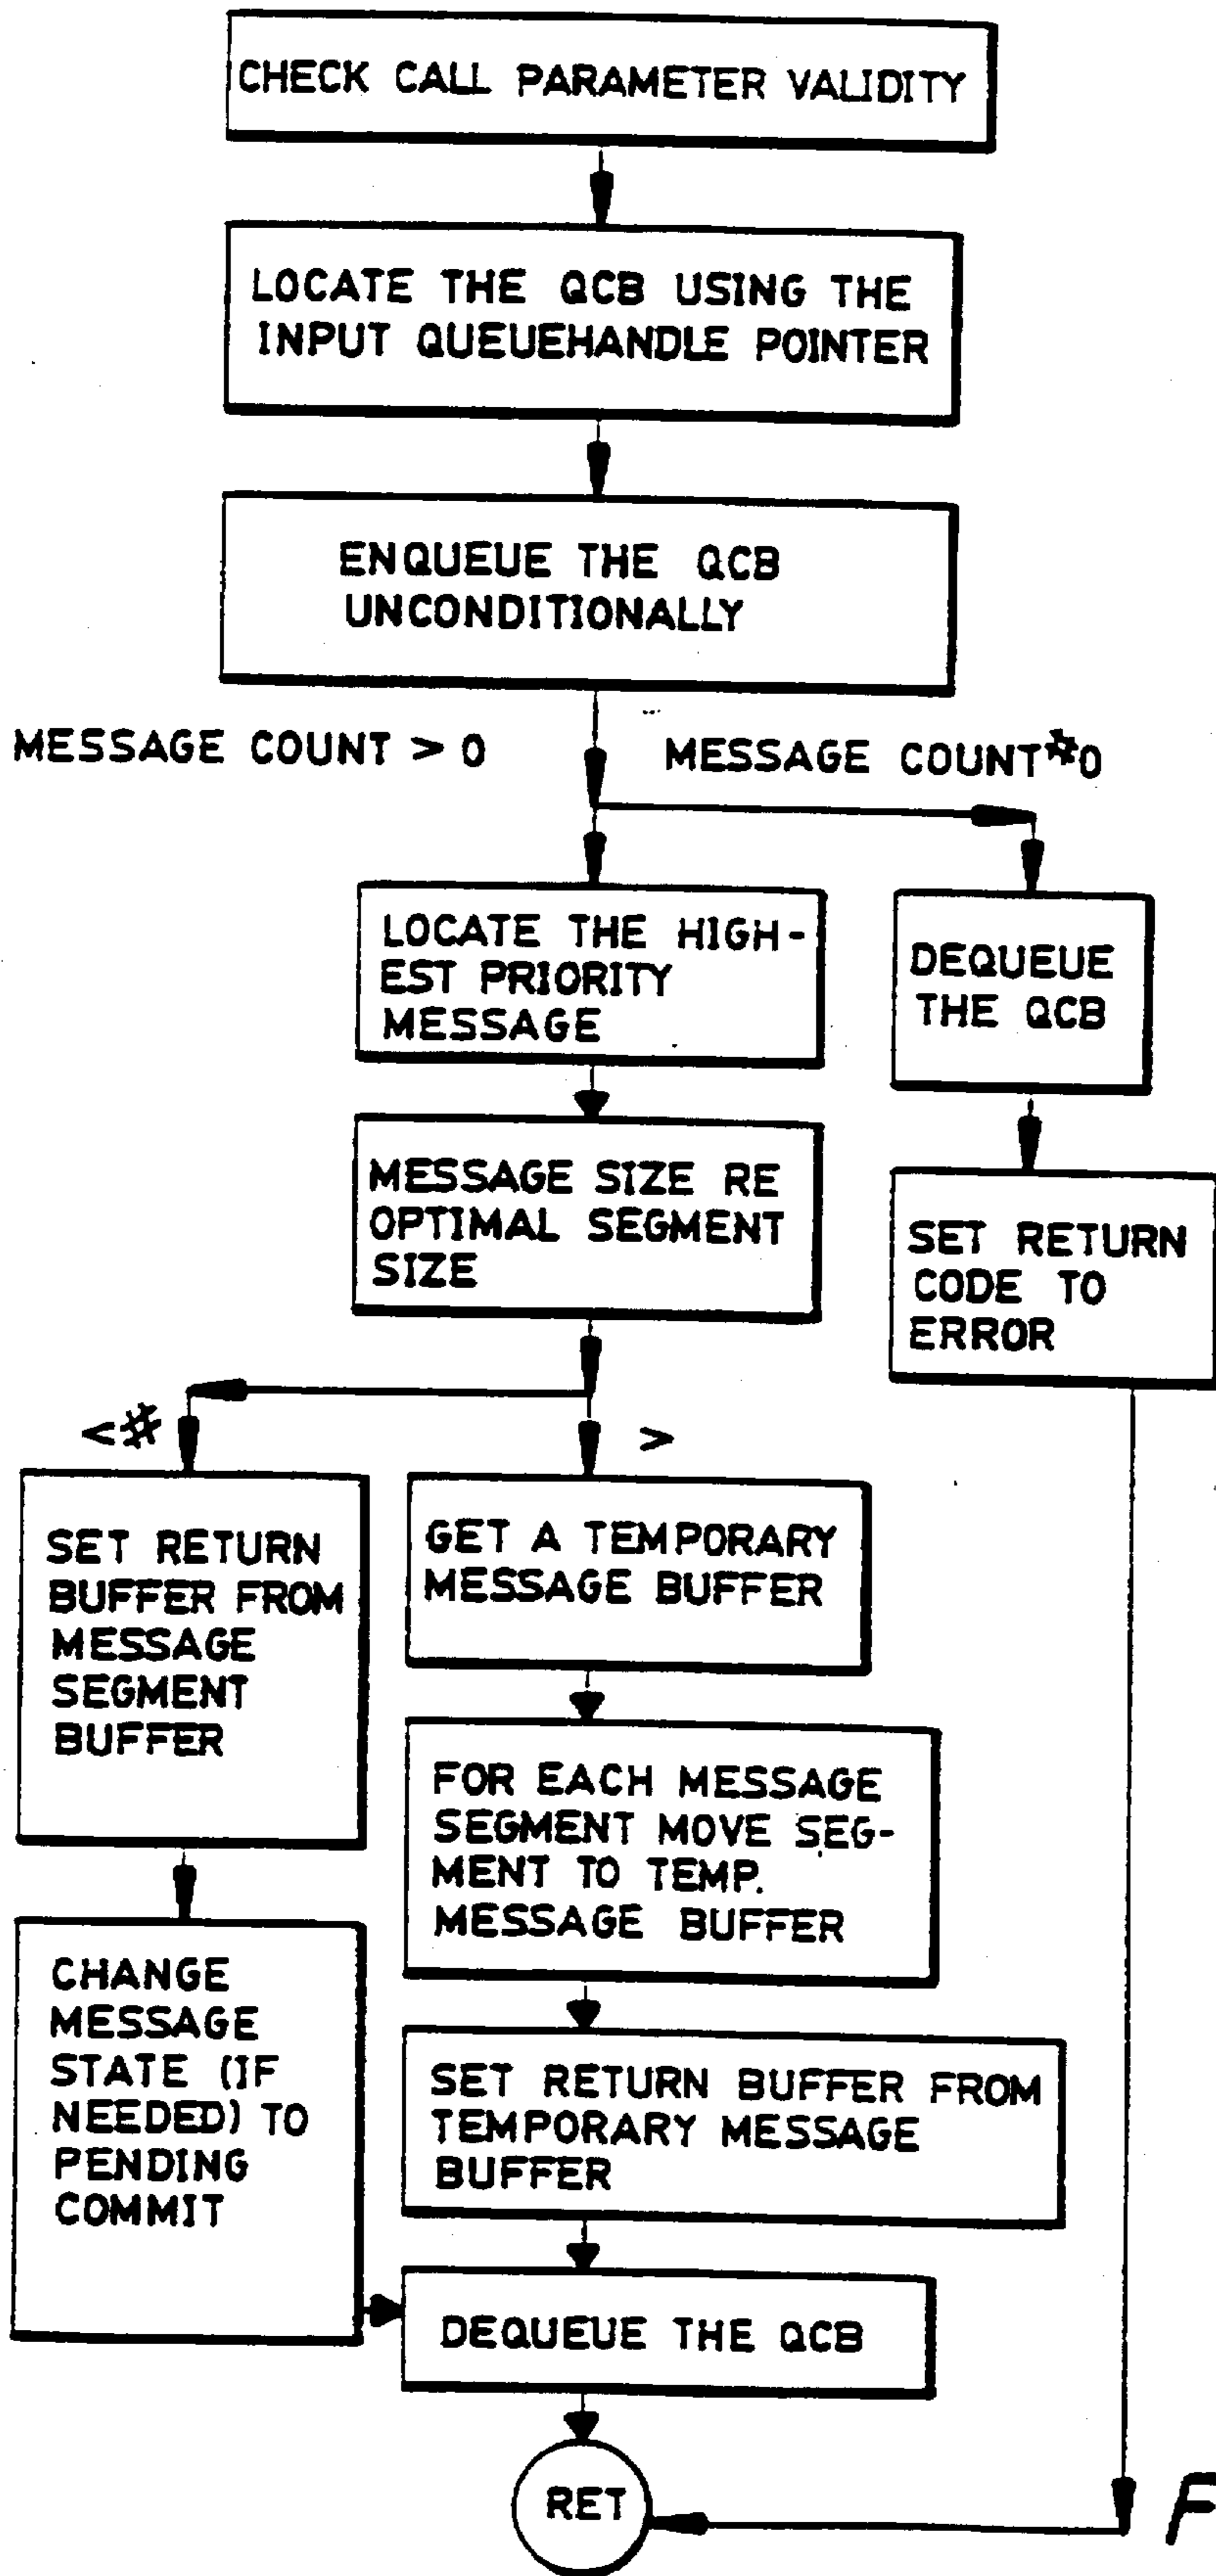 CHECK CALL PARAMETER VALIDITY
LOCATE THE QCB USING THE
INPUT QUEUEHANDLE POINTER
ENQUEUE THE QCB
UNCONDITIONALLY
MESSAGE COUNT > 0
MESSAGE COUNT#0
LOCATE THE HIGH-
EST PRIORITY
MESSAGE
DEQUEUE
THE QCB
MESSAGE SIZE RE
OPTIMAL SEGMENT
SIZE
SET RETURN
CODE TO
ERROR
<#
>
SET RETURN
BUFFER FROM
MESSAGE
SEGMENT
BUFFER
GET A TEMPORARY
MESSAGE BUFFER
FOR EACH MESSAGE
SEGMENT MOVE SEG-
MENT TO TEMP.
MESSAGE BUFFER
CHANGE
MESSAGE
STATE (IF
NEEDED) TO
PENDING
COMMIT
SET RETURN BUFFER FROM
TEMPORARY MESSAGE
BUFFER
DEQUEUE THE QCB
RET
F